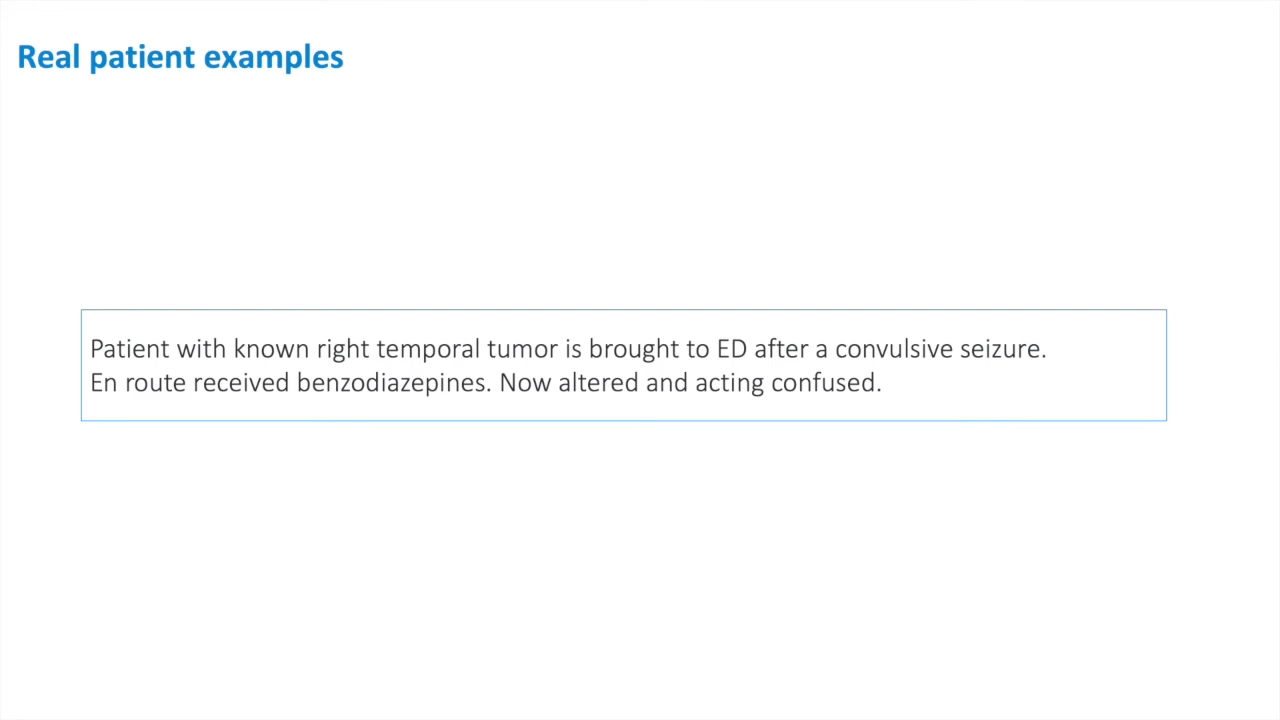 Real patient examples
Patient with known right temporal tumor is brought to ED after a convulsive seizure.
En route received benzodiazepines. Now altered and acting confused.